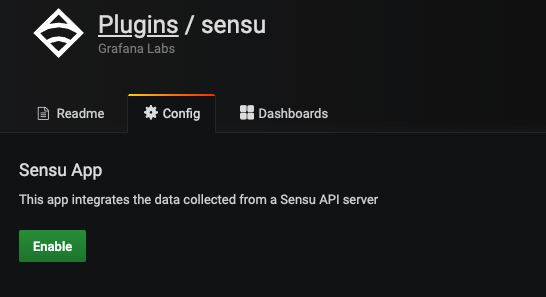 Plugins / sensu
Grafana Labs
Readme Config Dashboards
Sensu App
This app integrates the data collected from a Sensu API server
Enable